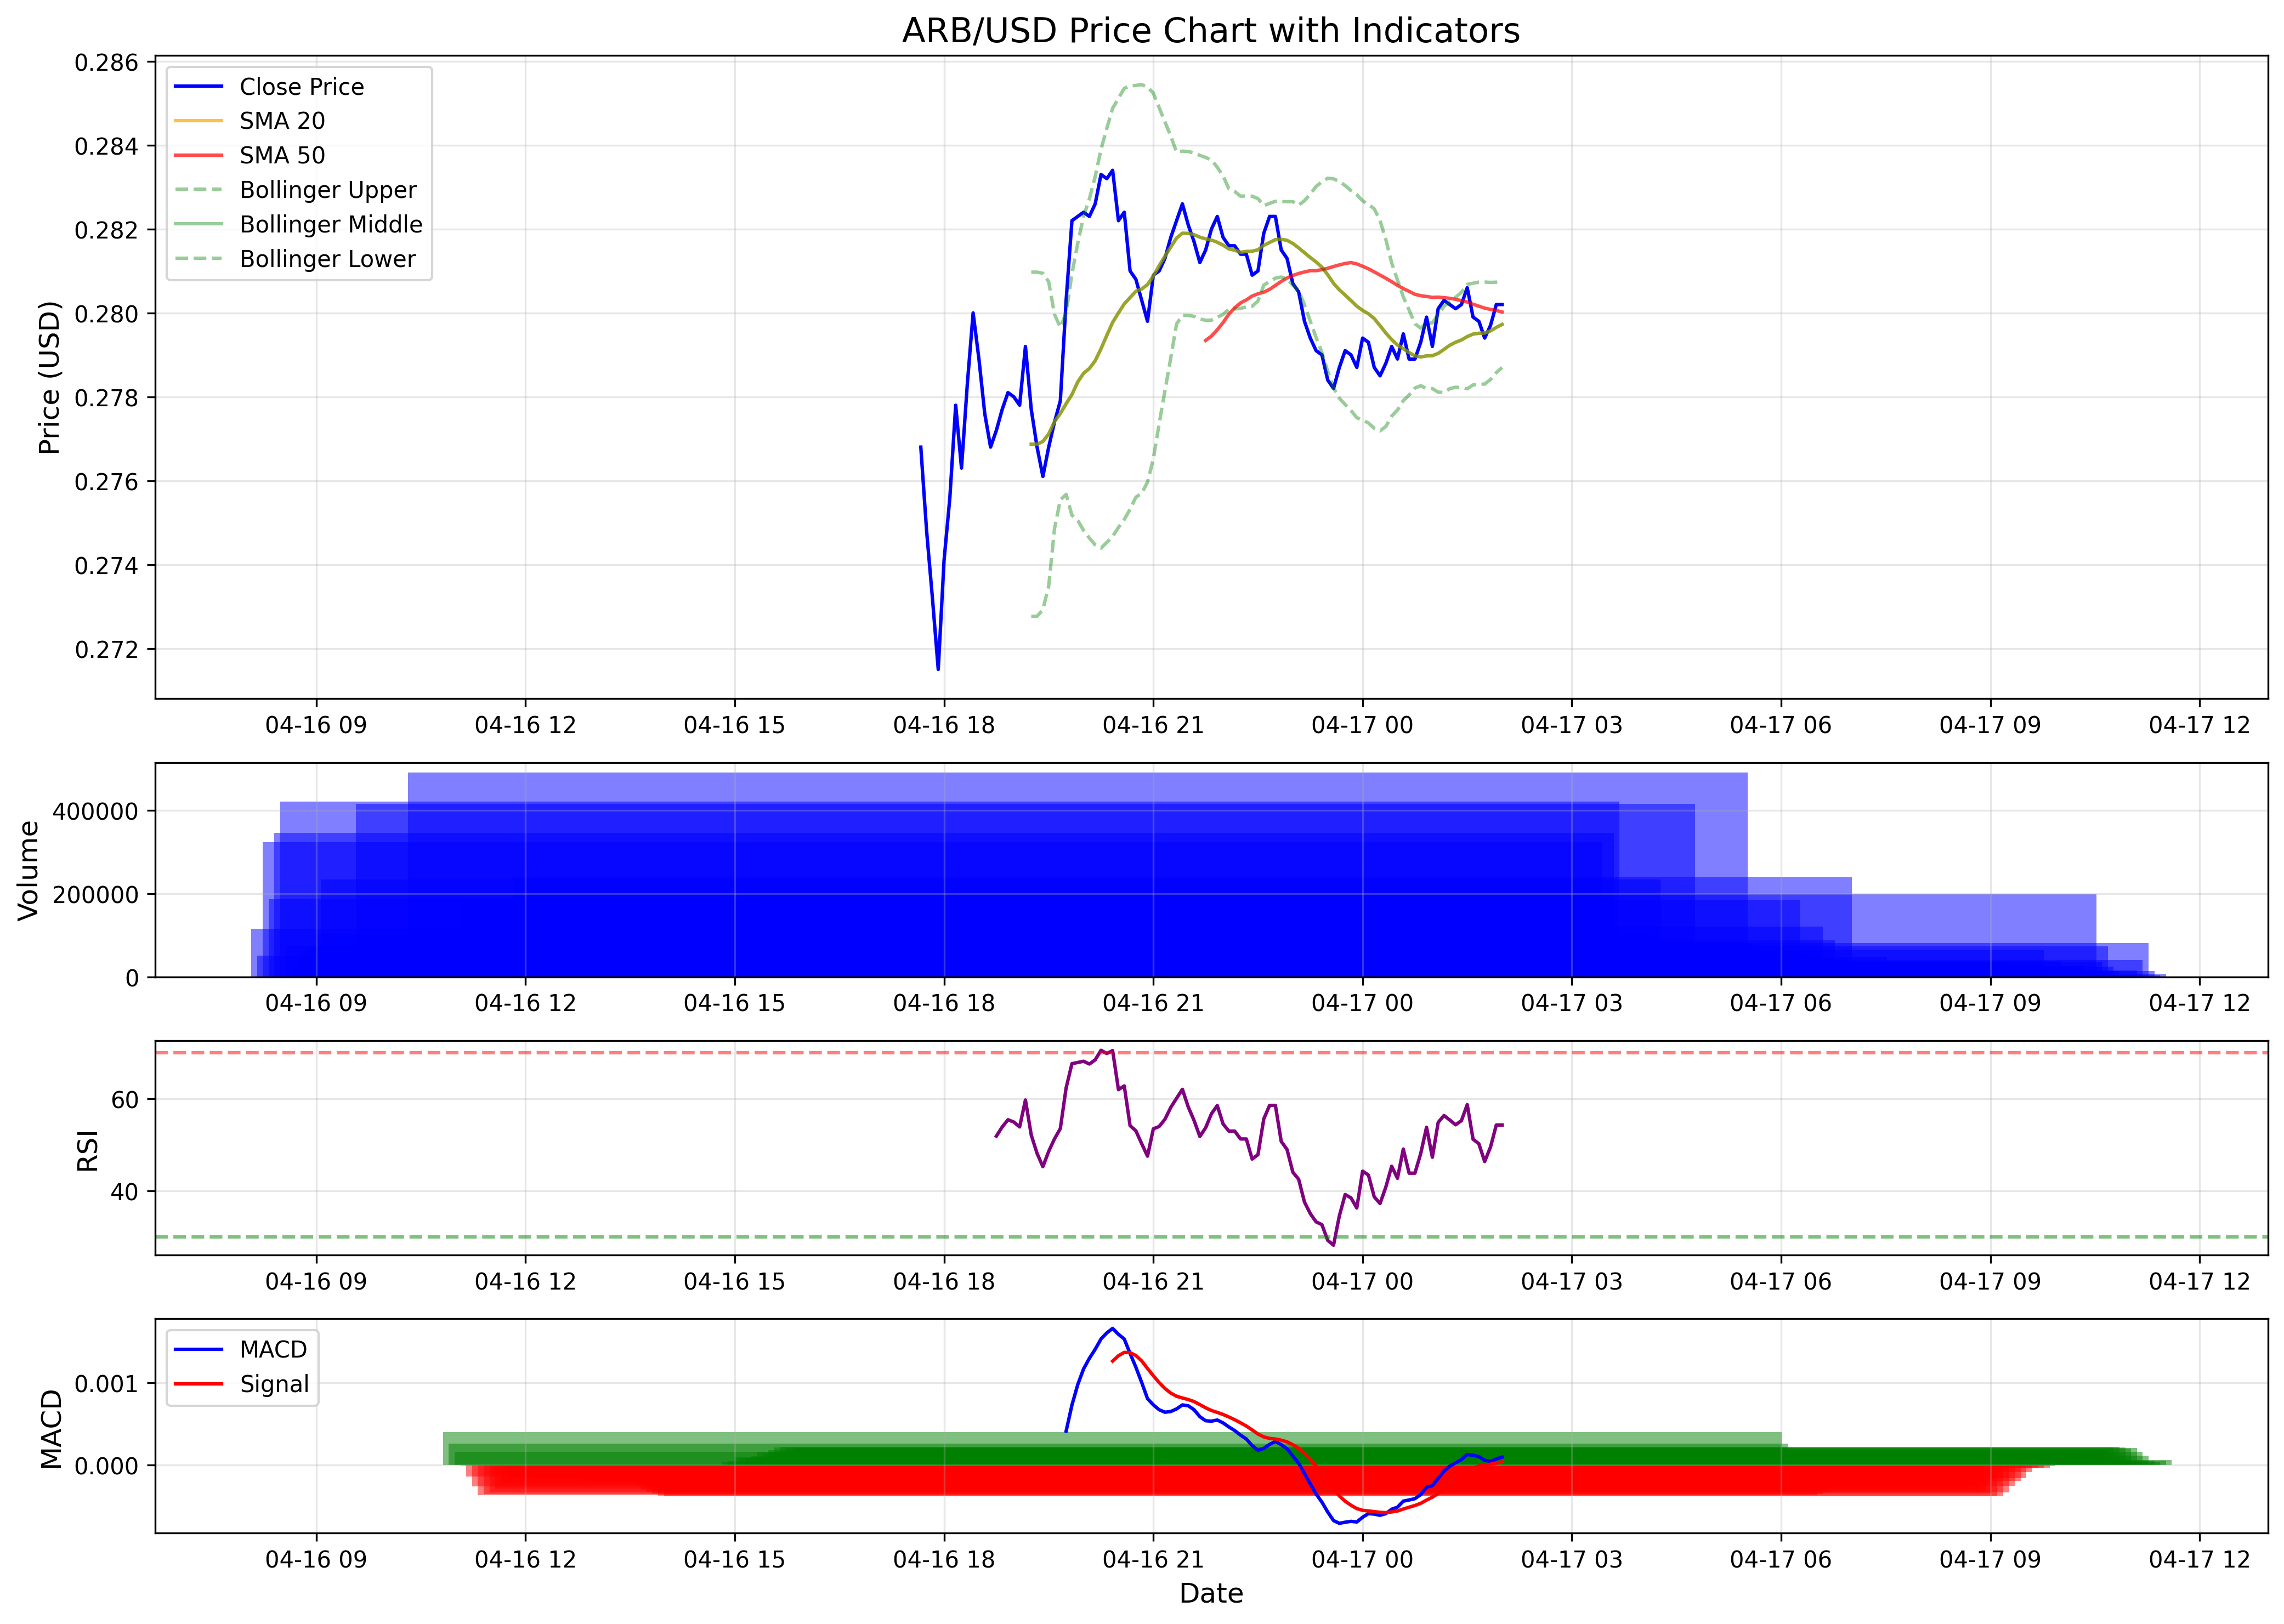 ARB/USD Price Chart with Indicators
Price (USD)
0.286
0.284
0.282
0.280
0.278
0.276
0.274
0.272
Close Price
SMA 20
SMA 50
Bollinger Upper
Bollinger Middle
Bollinger Lower
04-16 09 04-16 12 04-16 15 04-16 18 04-16 21 04-17 00 04-17 03 04-17 06 04-17 09 04-17 12
Volume
400000
200000
0
04-16 09 04-16 12 04-16 15 04-16 18 04-16 21 04-17 00 04-17 03 04-17 06 04-17 09 04-17 12
RSI
60
40
04-16 09 04-16 12 04-16 15 04-16 18 04-16 21 04-17 00 04-17 03 04-17 06 04-17 09 04-17 12
MACD
0.001
0.000
MACD
Signal
04-16 09 04-16 12 04-16 15 04-16 18 04-16 21 04-17 00 04-17 03 04-17 06 04-17 09 04-17 12
Date